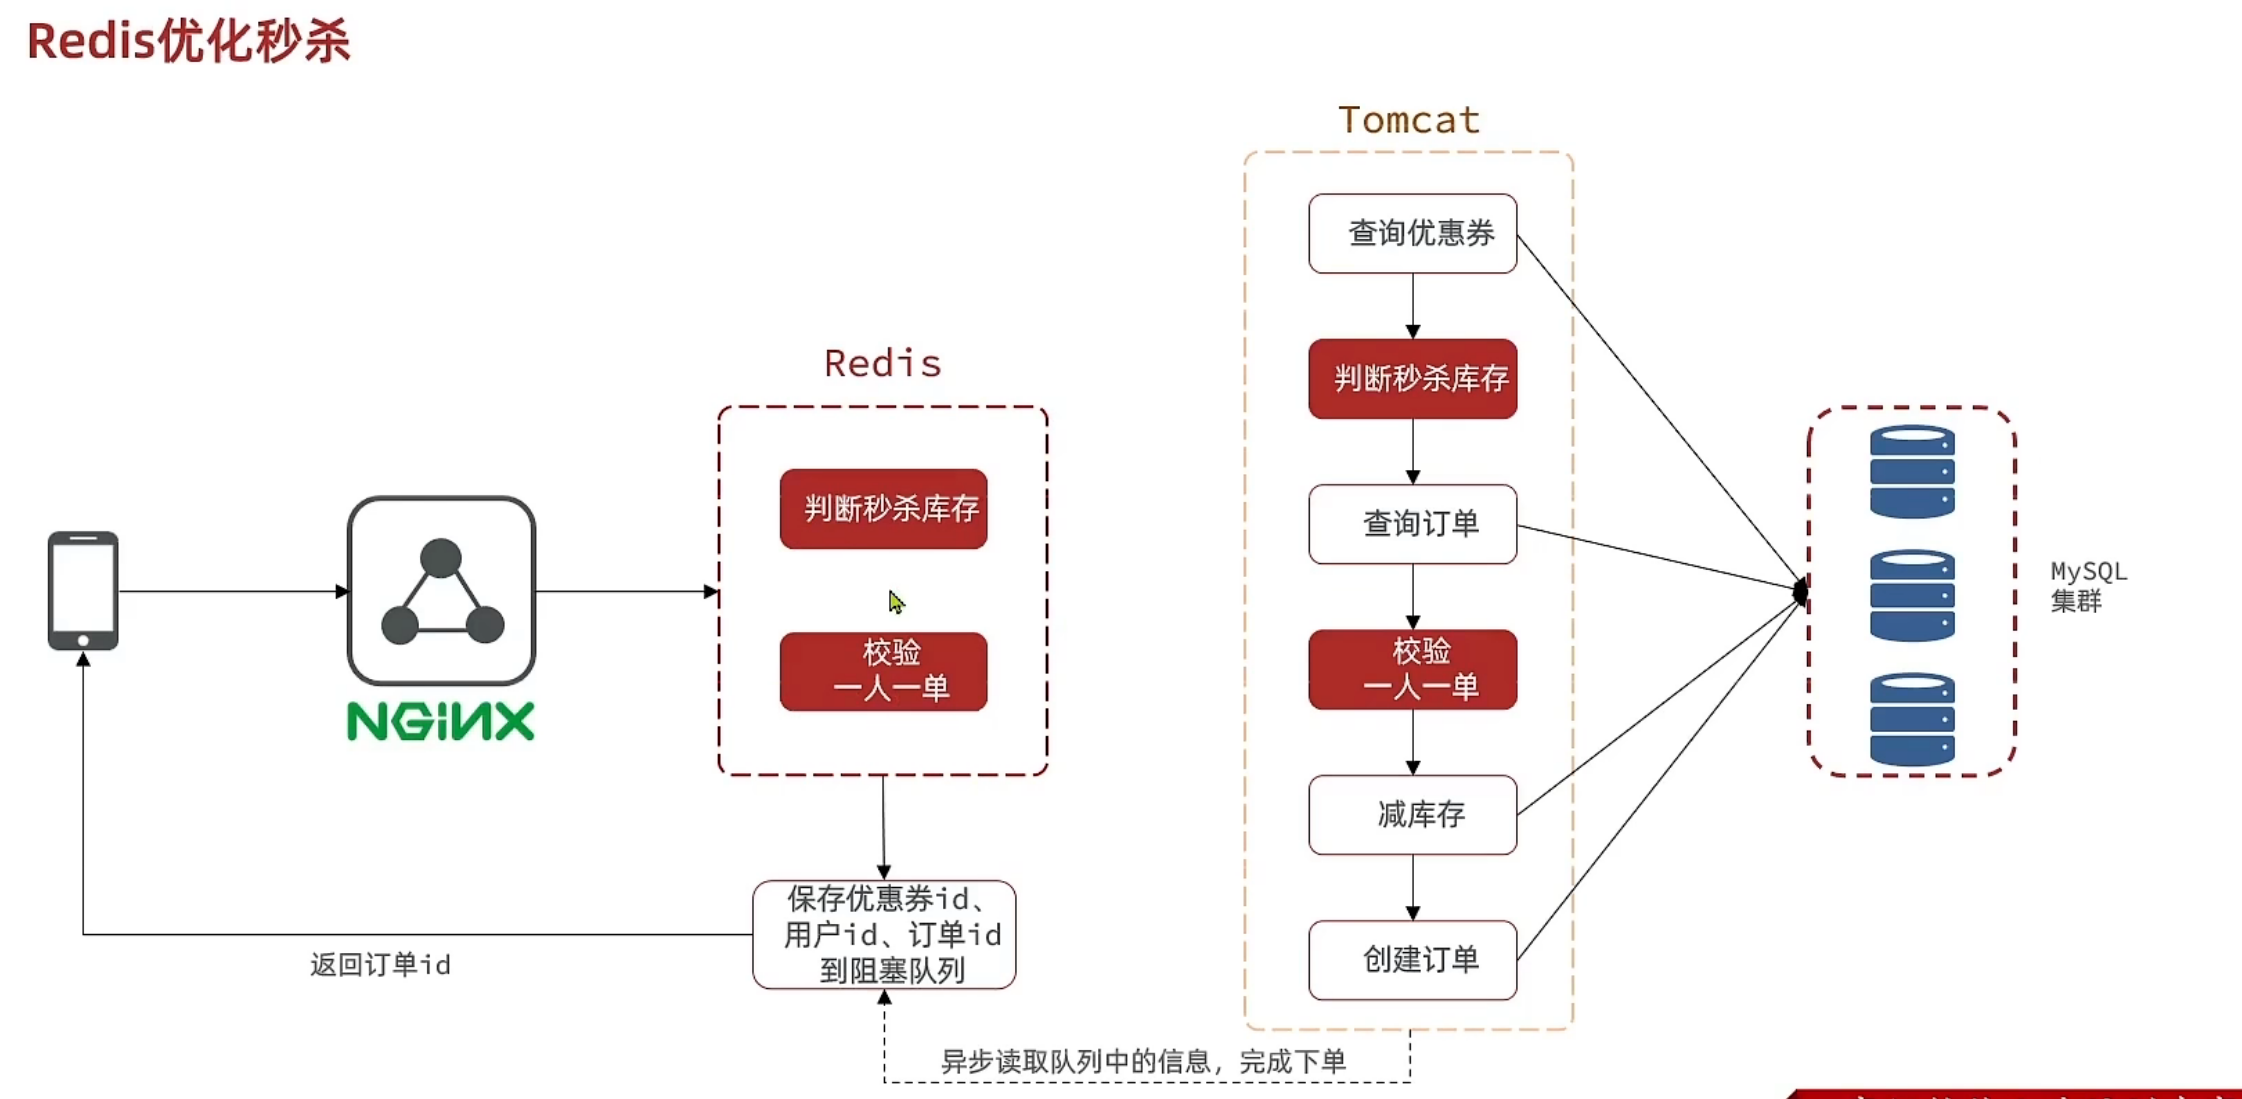 Redis优化秒杀
Tomcat
查询优惠券
判断秒杀库存
查询订单
校验
一人一单
减库存
创建订单
Redis
判断秒杀库存
校验
一人一单
NGiNX
MySQL
集群
保存优惠券id、
用户id、订单id
到阻塞队列
返回订单id
异步读取队列中的信息，完成下单